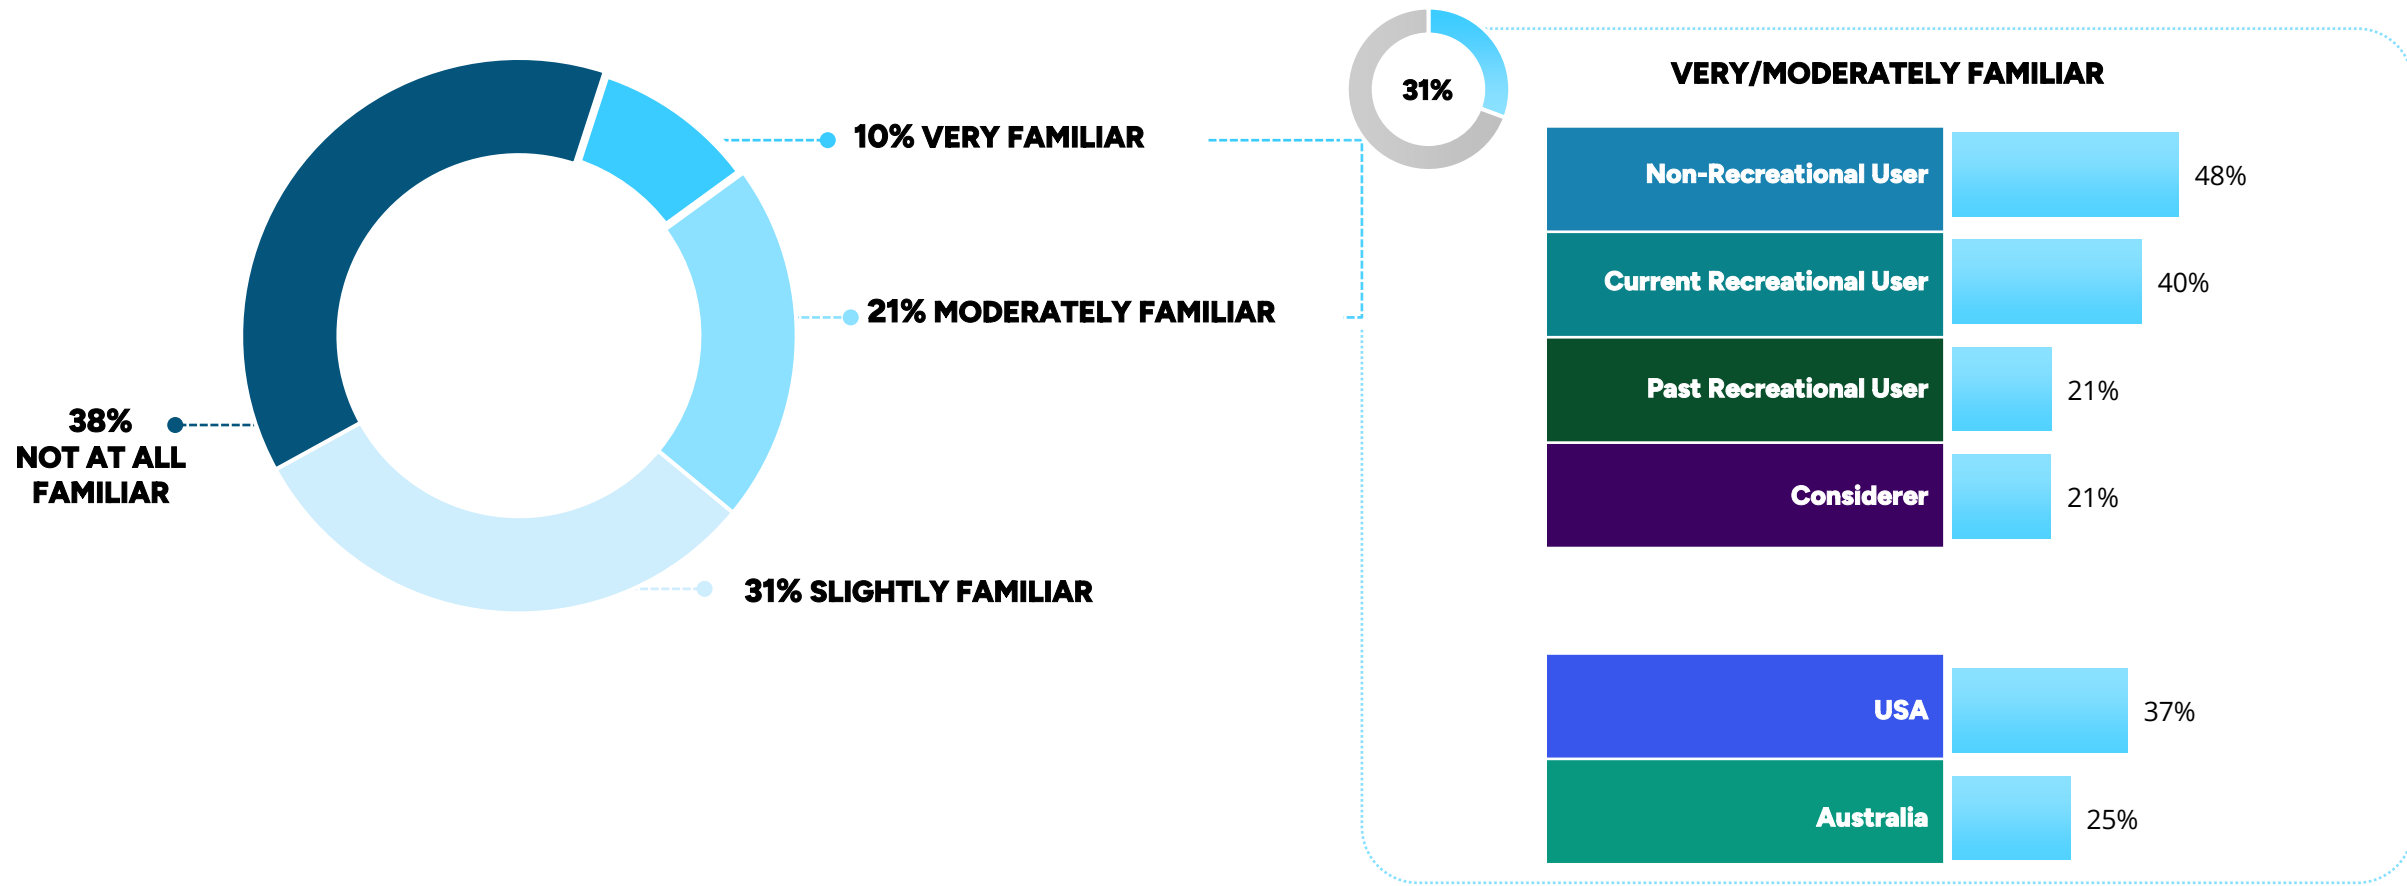 10% VERY FAMILIAR
21% MODERATELY FAMILIAR
38%
NOT AT ALL
FAMILIAR
31% SLIGHTLY FAMILIAR
31%
VERY/MODERATELY FAMILIAR
Non-Recreational User 48%
Current Recreational User 40%
Past Recreational User 21%
Considerer 21%
USA 37%
Australia 25%